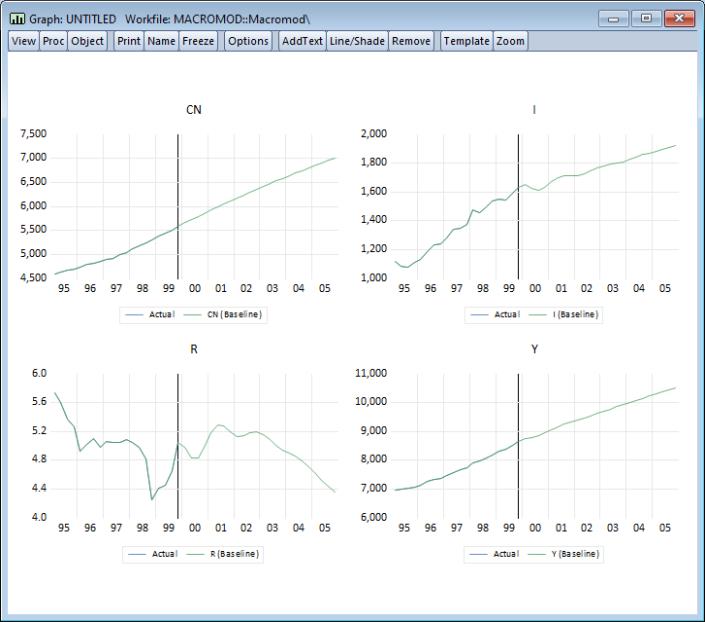 Graph: UNTITLED   Workfile: MACROMOD::Macromod\
View Proc Object Print Name Freeze Options AddText Line/Shade Remove Template Zoom
CN
7,500
7,000
6,500
6,000
5,500
5,000
4,500
95 96 97 98 99 00 01 02 03 04 05
Actual CN (Baseline)
I
2,000
1,800
1,600
1,400
1,200
1,000
95 96 97 98 99 00 01 02 03 04 05
Actual I (Baseline)
R
6.0
5.6
5.2
4.8
4.4
4.0
95 96 97 98 99 00 01 02 03 04 05
Actual R (Baseline)
Y
11,000
10,000
9,000
8,000
7,000
6,000
95 96 97 98 99 00 01 02 03 04 05
Actual Y (Baseline)